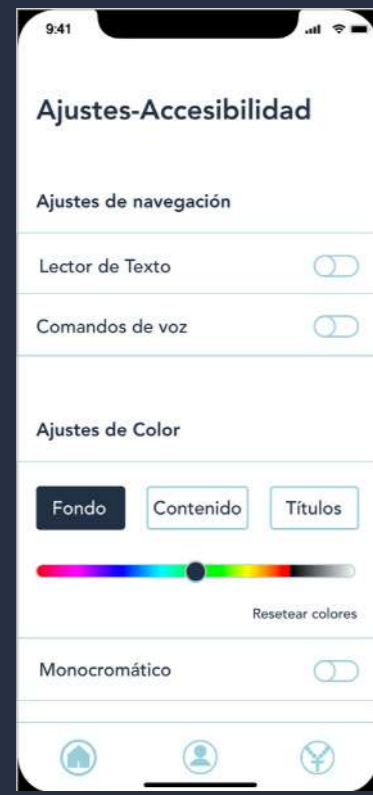 9:41
Ajustes-Accesibilidad
Ajustes de navegación
Lector de Texto
Comandos de voz
Ajustes de Color
Fondo Contenido Títulos
Resetear colores
Monocromático